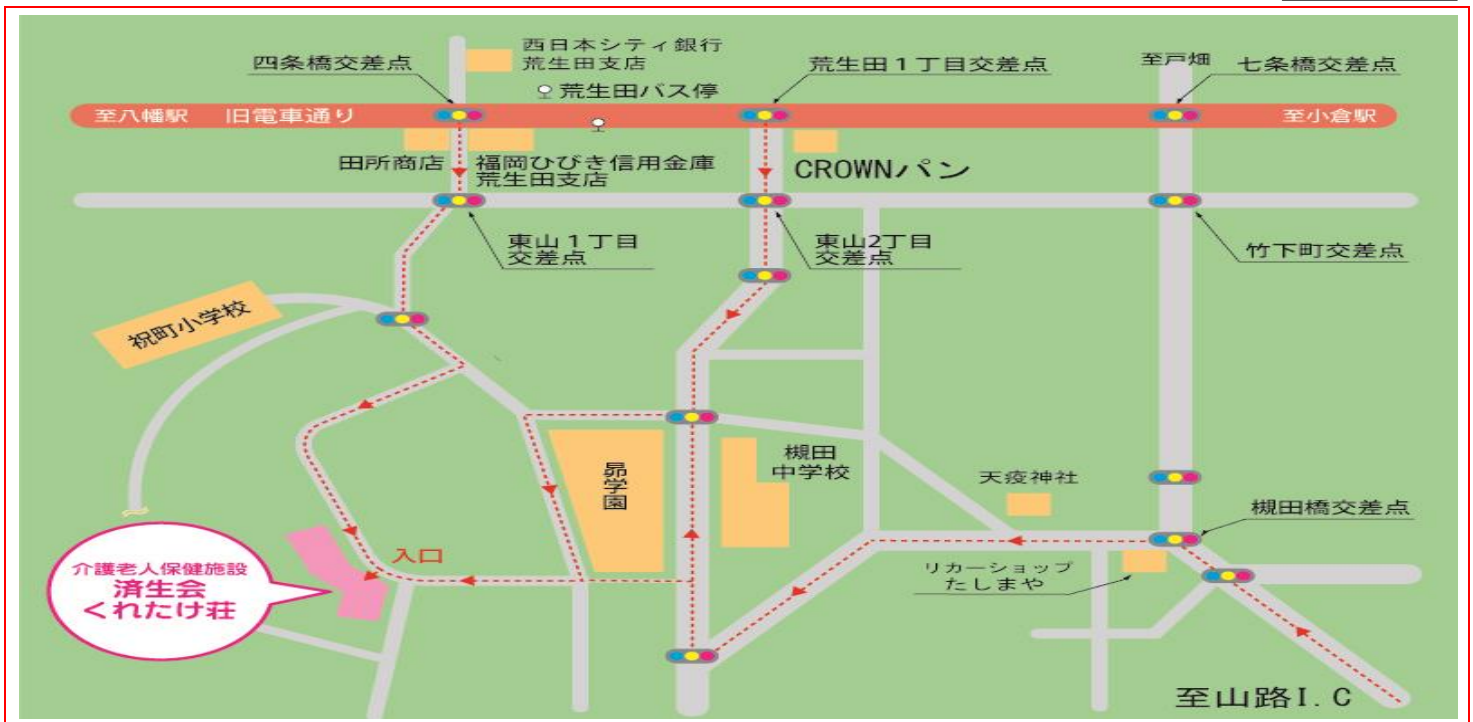 西日本シティ銀行
荒生田支店
四条橋交差点
荒生田１丁目交差点
至戸畑
七条橋交差点
荒生田バス停
至八幡駅
旧電車通り
至小倉駅
田所商店
福岡ひびき信用金庫
荒生田支店
CROWNパン
東山１丁目
交差点
東山2丁目
交差点
竹下町交差点
祝町小学校
昴学園
槻田
中学校
天疫神社
槻田橋交差点
入口
リカーショップ
たしまや
介護老人保健施設
済生会
くれたけ荘
至山路I.C